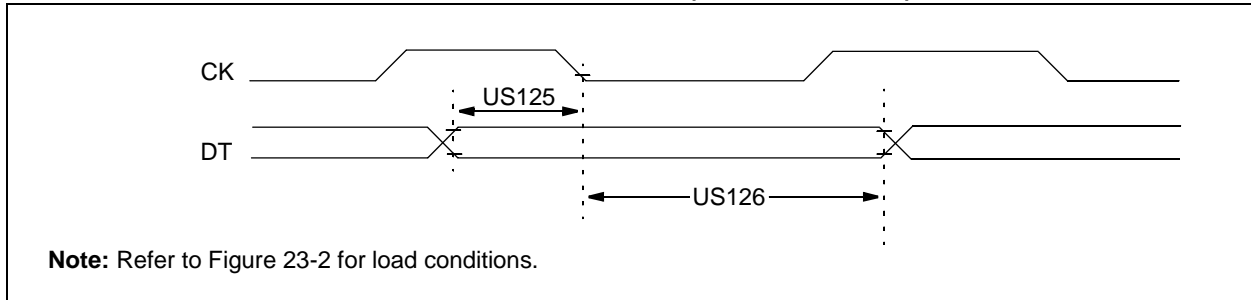 CK
US125
DT
US126
Note: Refer to Figure 23-2 for load conditions.